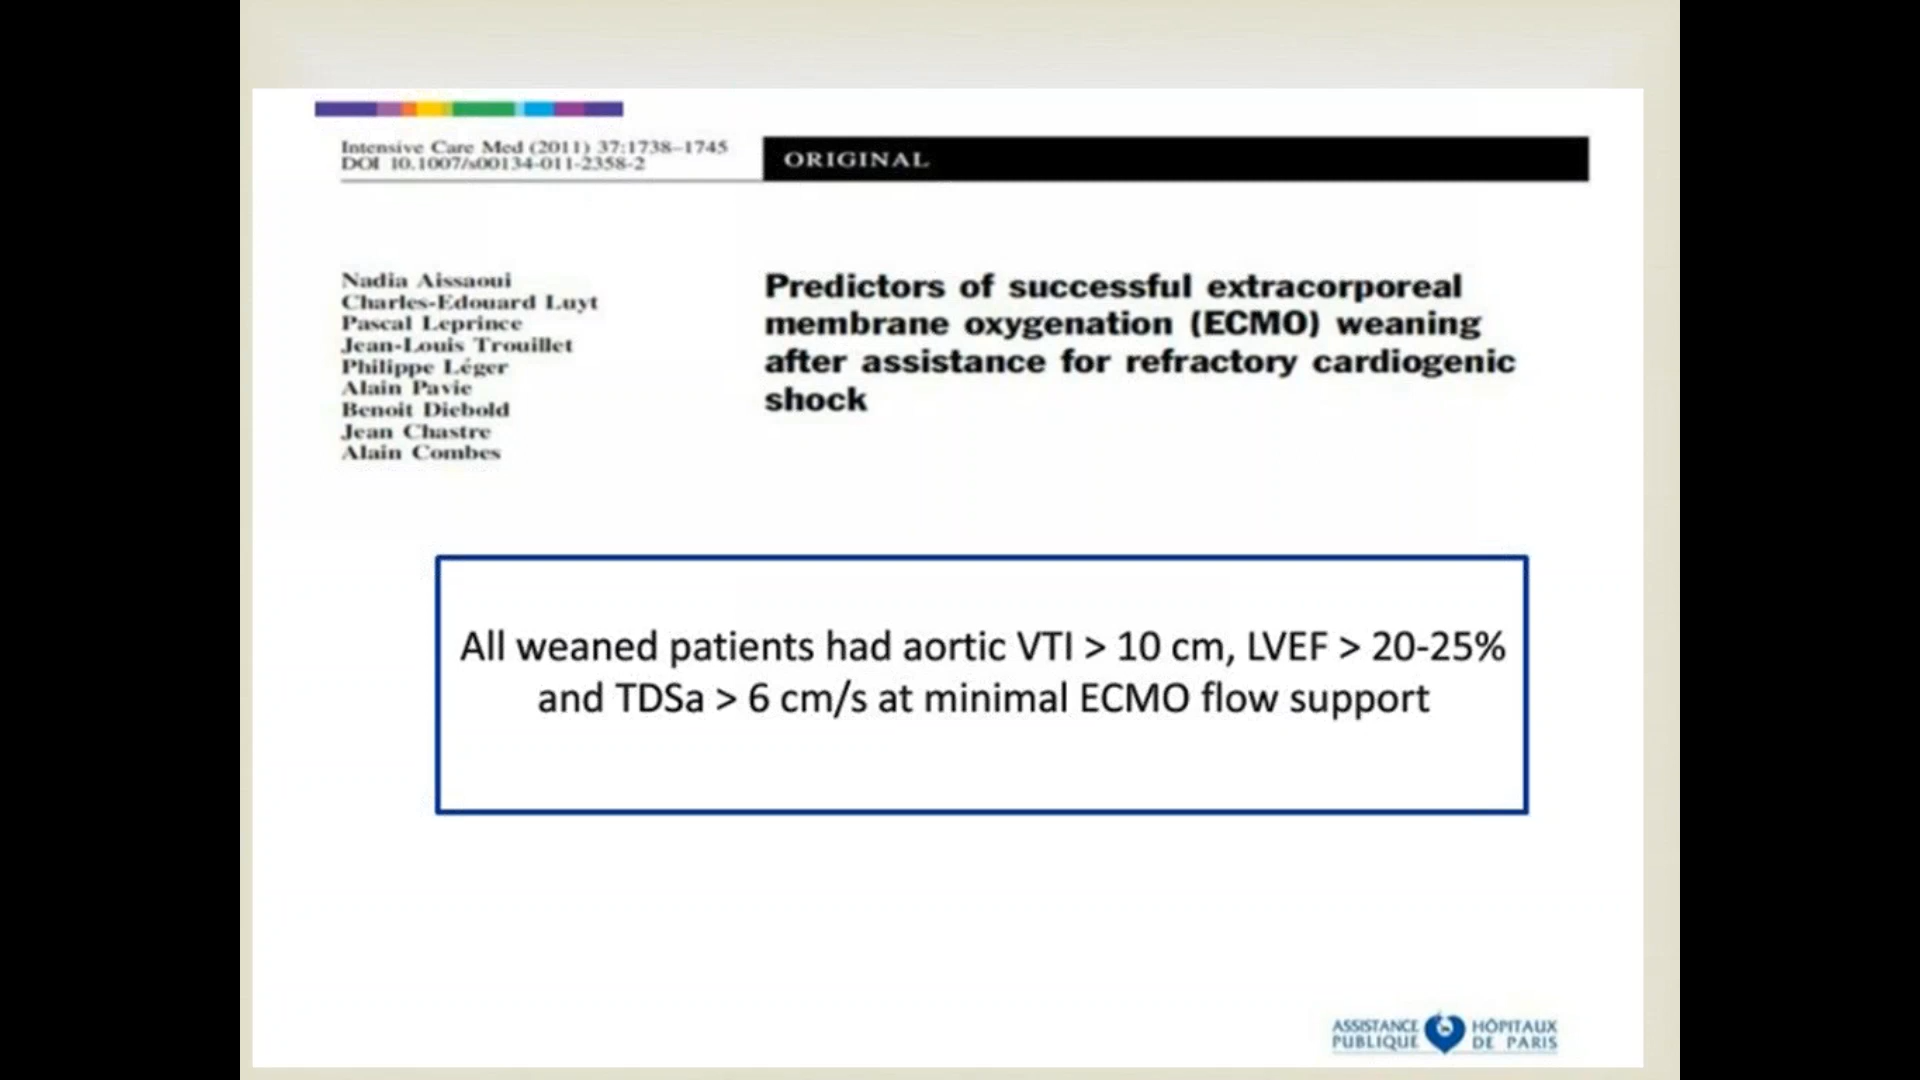 Intensive Care Med (2011) 37:1738–1745
DOI 10.1007/s00134-011-2358-2
ORIGINAL
Nadia Aissaoui
Charles-Edouard Luyt
Pascal Leprince
Jean-Louis Trouillet
Philippe Léger
Alain Pavie
Benoit Diebold
Jean Chastre
Alain Combes
Predictors of successful extracorporeal
membrane oxygenation (ECMO) weaning
after assistance for refractory cardiogenic
shock
All weaned patients had aortic VTI > 10 cm, LVEF > 20-25%
and TDSa > 6 cm/s at minimal ECMO flow support
ASSISTANCE HÔPITAUX
PUBLIQUE DE PARIS